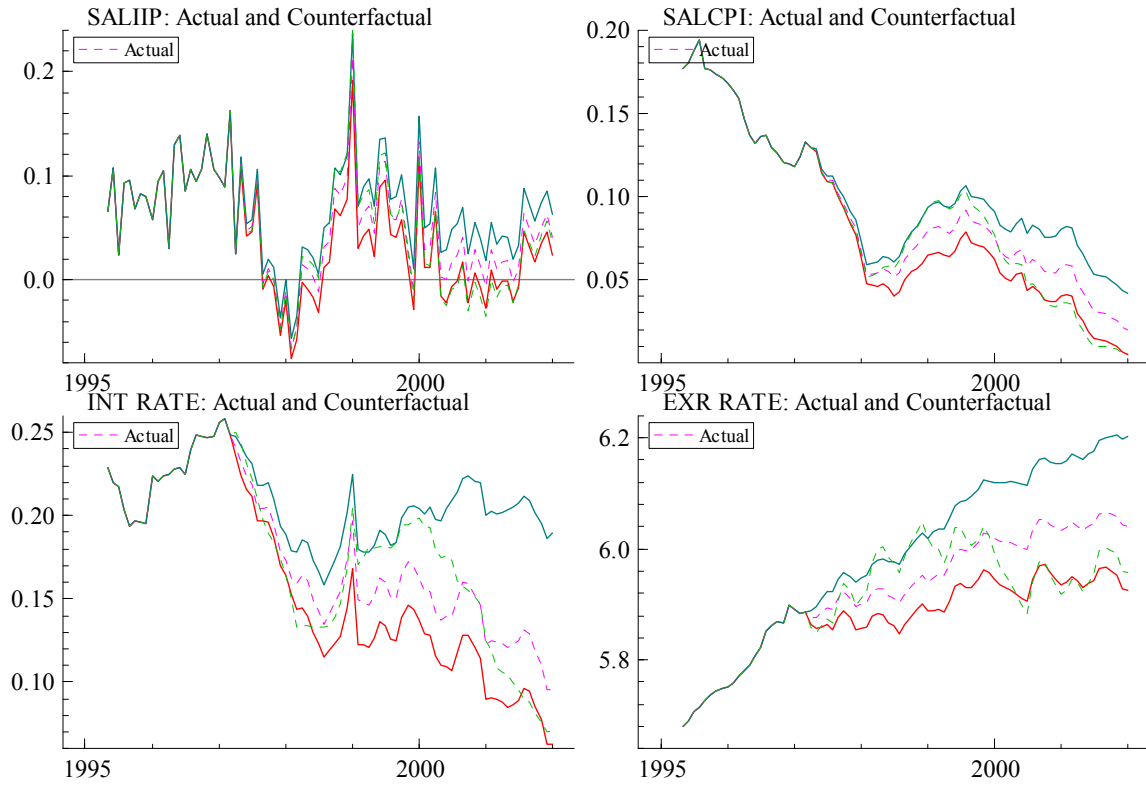 SALIIP: Actual and Counterfactual
Actual
0.2
0.1
0.0
1995
2000
SALCPI: Actual and Counterfactual
0.20
Actual
0.15
0.10
0.05
1995
2000
INT RATE: Actual and Counterfactual
0.25
Actual
0.20
0.15
0.10
1995
2000
EXR RATE: Actual and Counterfactual
6.2
Actual
6.0
5.8
1995
2000